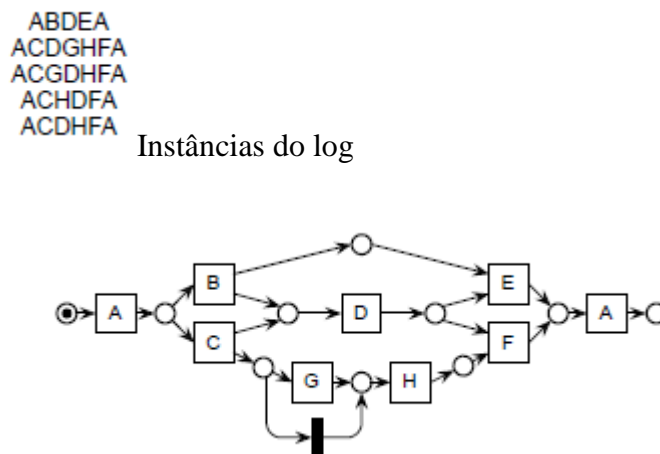 ABDEA
ACDGHFA
ACGDHFA
ACHDFA
ACDHFA
Instâncias do log
B E
A D A
C F
G H